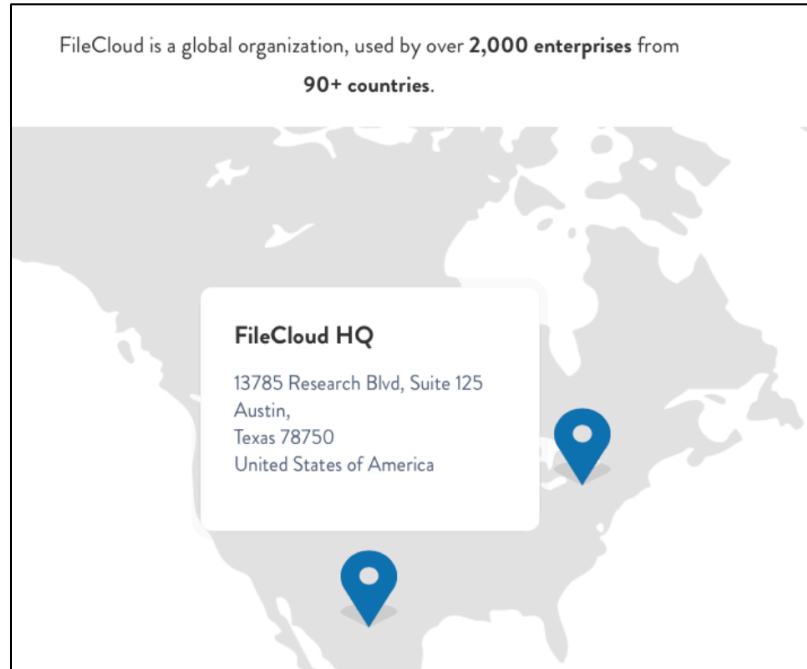 FileCloud is a global organization, used by over 2,000 enterprises from
90+ countries.
FileCloud HQ
13785 Research Blvd, Suite 125
Austin,
Texas 78750
United States of America